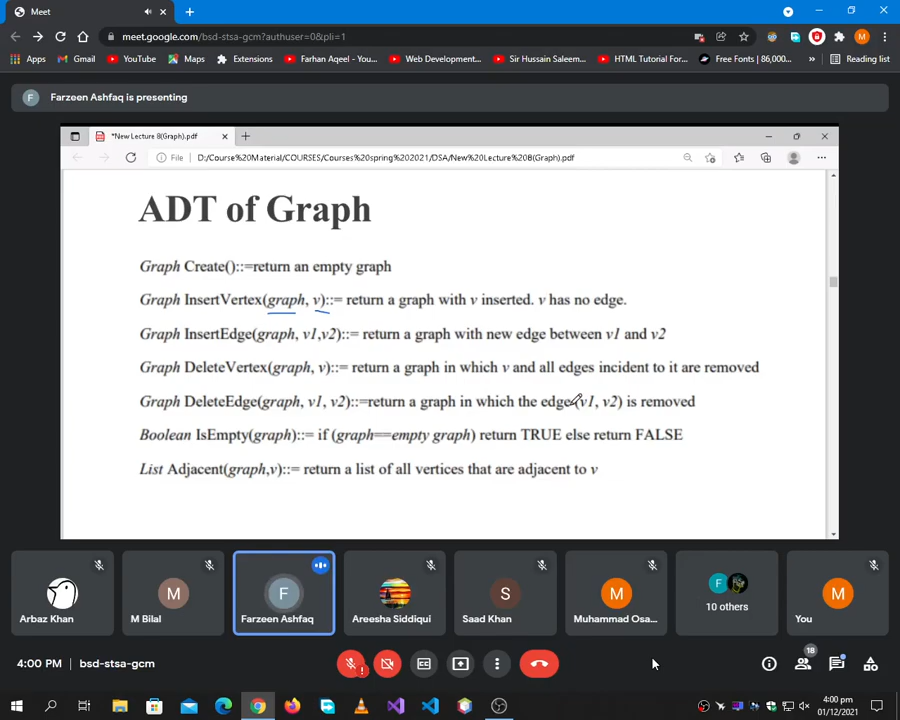 Meet
meet.google.com/bsd-stsa-gcm?authuser=0&pli=1
Apps Gmail YouTube Maps Extensions Farhan Aqeel - You... Web Development... Sir Hussain Saleem... HTML Tutorial For... Free Fonts | 86,000... » Reading list
Farzeen Ashfaq is presenting
*New Lecture 8(Graph).pdf
File D:/Course%20Material/COURSES/Courses%20spring%202021/DSA/New%20Lecture%208(Graph).pdf
ADT of Graph
Graph Create()::=return an empty graph
Graph InsertVertex(graph, v)::= return a graph with v inserted. v has no edge.
Graph InsertEdge(graph, v1,v2)::= return a graph with new edge between v1 and v2
Graph DeleteVertex(graph, v)::= return a graph in which v and all edges incident to it are removed
Graph DeleteEdge(graph, v1, v2)::=return a graph in which the edge (v1, v2) is removed
Boolean IsEmpty(graph)::= if (graph==empty graph) return TRUE else return FALSE
List Adjacent(graph,v)::= return a list of all vertices that are adjacent to v
M F S M F 10 others M
Arbaz Khan M Bilal Farzeen Ashfaq Areesha Siddiqui Saad Khan Muhammad Osa... You
4:00 PM | bsd-stsa-gcm 18
4:00 pm
01/12/2021